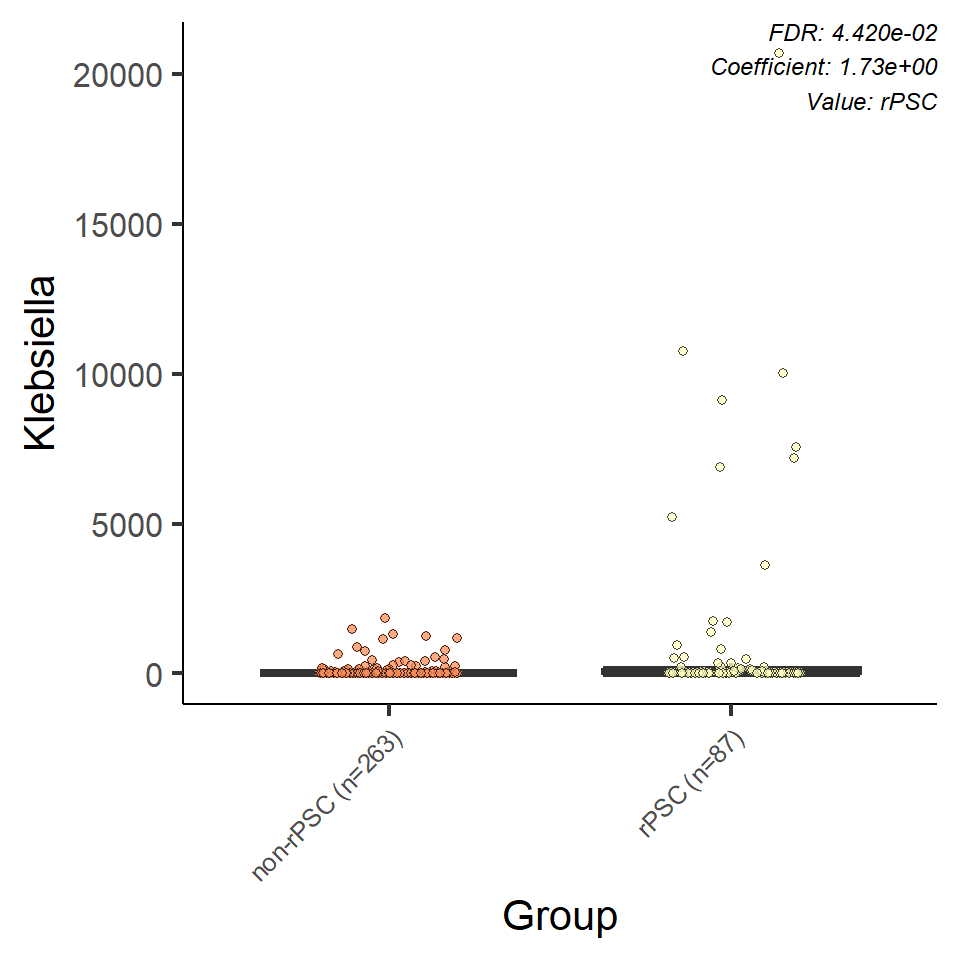 FDR: 4.420e-02
Coefficient: 1.73e+00
Value: rPSC
20000
15000
10000
5000
0
Klebsiella
non-rPSC (n=263)
rPSC (n=87)
Group